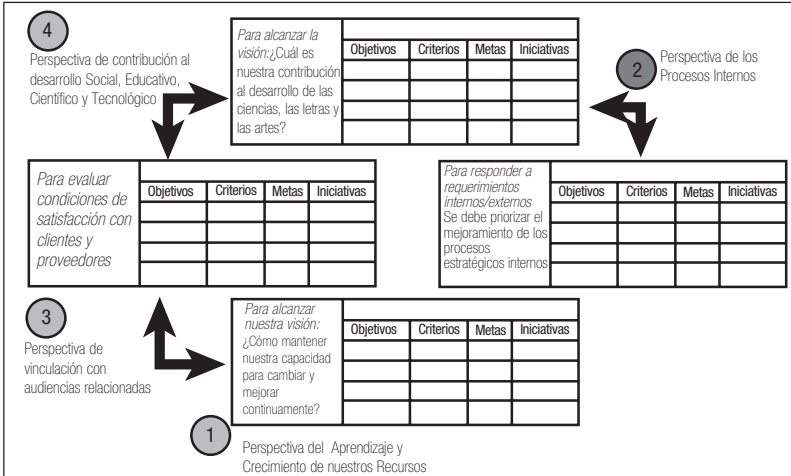 4
Perspectiva de contribución al
desarrollo Social, Educativo,
Científico y Tecnológico
Para alcanzar la
visión:¿Cuál es
nuestra contribución
al desarrollo de las
ciencias, las letras y
las artes?
Objetivos Criterios Metas Iniciativas
2
Perspectiva de los
Procesos Internos
Para evaluar
condiciones de
satisfacción con
clientes y
proveedores
Objetivos Criterios Metas Iniciativas
Para responder a
requerimientos
internos/externos
Se debe priorizar el
mejoramiento de los
procesos
estratégicos internos
Objetivos Criterios Metas Iniciativas
3
Perspectiva de
vinculación con
audiencias relacionadas
Para alcanzar
nuestra visión:
¿Cómo mantener
nuestra capacidad
para cambiar y
mejorar
continuamente?
Objetivos Criterios Metas Iniciativas
1
Perspectiva del Aprendizaje y
Crecimiento de nuestros Recursos